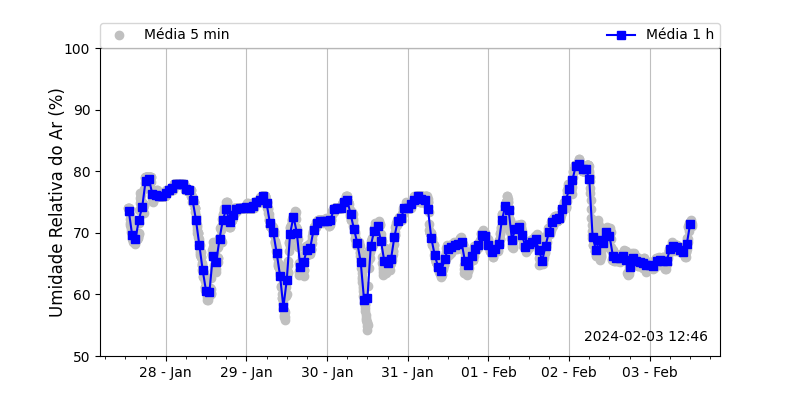 Média 5 min
Média 1 h
100
90
80
70
60
50
Umidade Relativa do Ar (%)
2024-02-03 12:46
28 - Jan
29 - Jan
30 - Jan
31 - Jan
01 - Feb
02 - Feb
03 - Feb